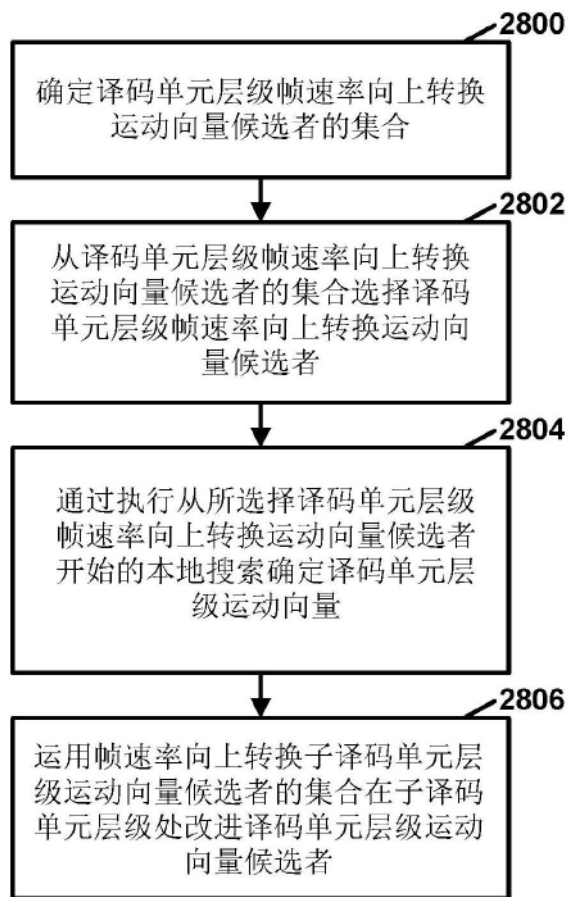 2800
确定译码单元层级帧速率向上转换
运动向量候选者的集合
2802
从译码单元层级帧速率向上转换
运动向量候选者的集合选择译码
单元层级帧速率向上转换运动向
量候选者
2804
通过执行从所选择译码单元层级
帧速率向上转换运动向量候选者
开始的本地搜索确定译码单元层
级运动向量
2806
运用帧速率向上转换子译码单元层
级运动向量候选者的集合在子译码
单元层级处改进译码单元层级运动
向量候选者